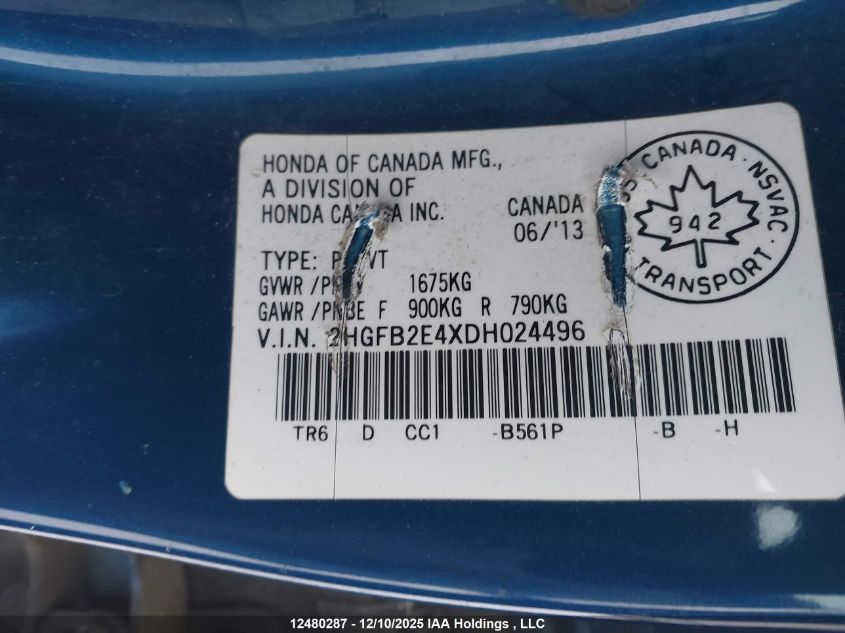 HONDA OF CANADA MFG.,
A DIVISION OF
HONDA INC.
CANADA
06/'13
TYPE:
GVWR 1675KG
GAWR F 900KG R 790KG
V.I.N. 2HGFB2E4XDH024496
TR6 D CC1 -B561P -B -H
CANADA · NSVAC ·
942
TRANSPORT ·
12480287 - 12/10/2025 IAA Holdings , LLC